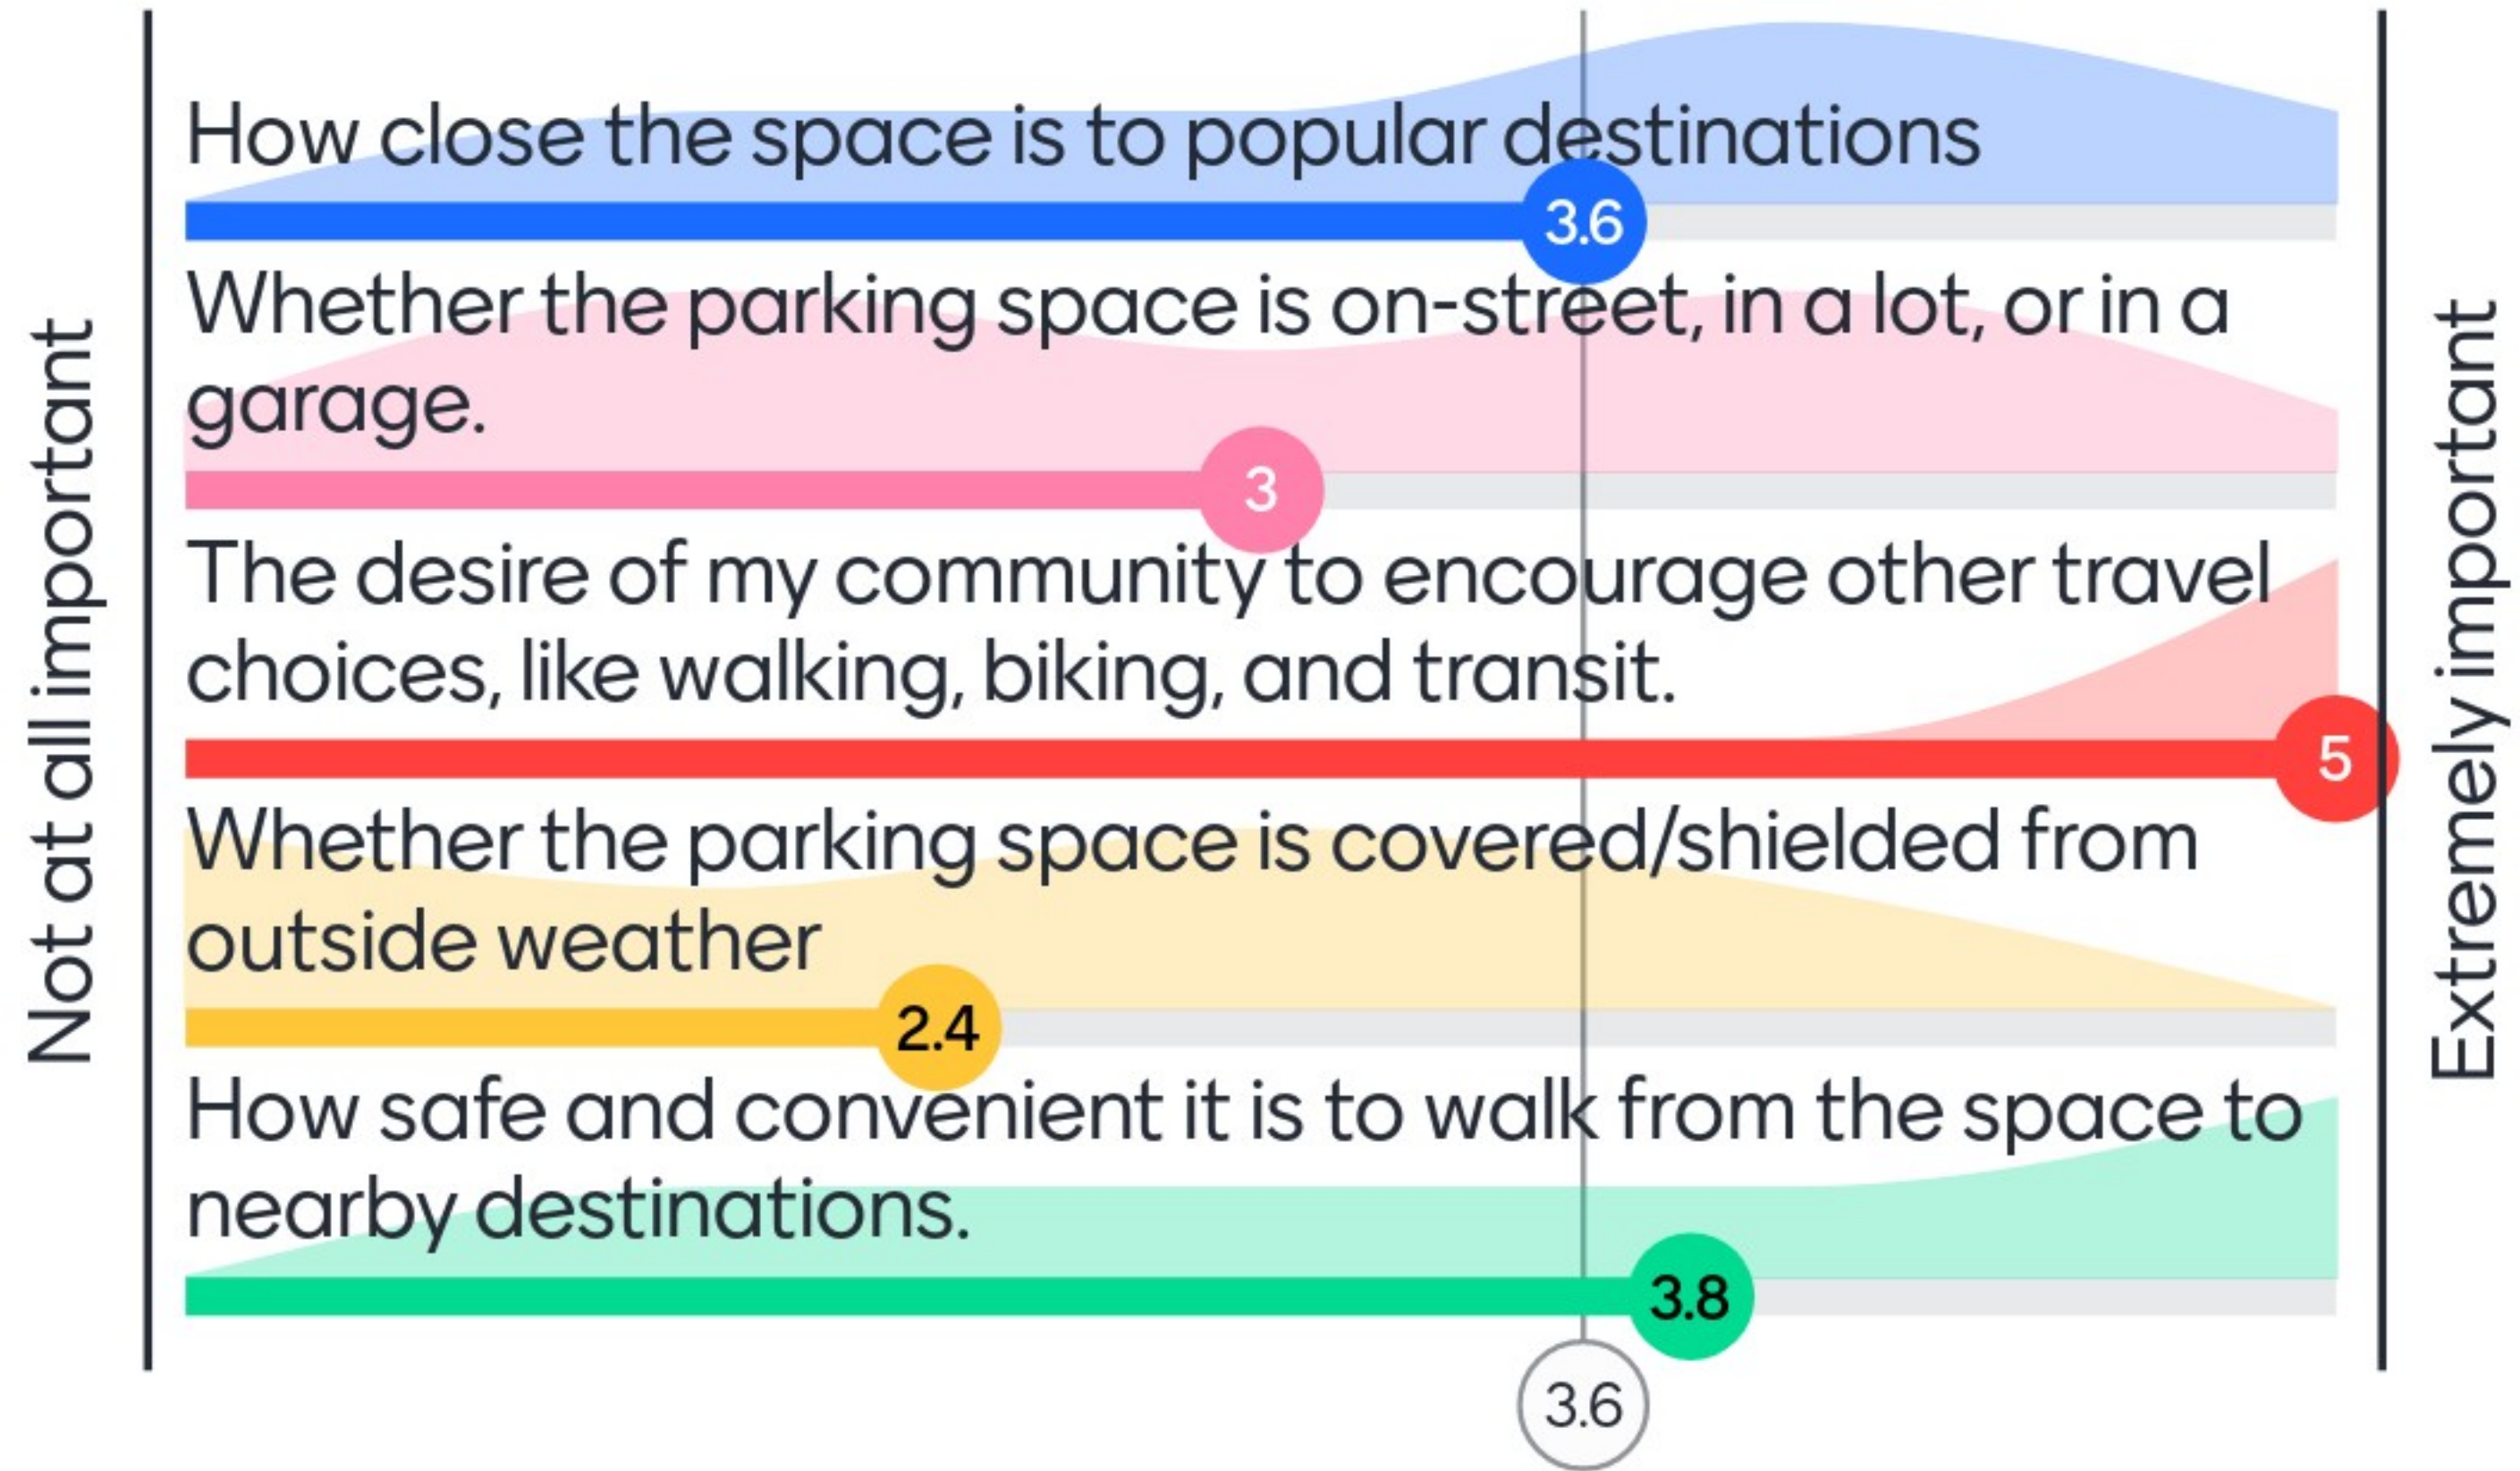 Not at all important
How close the space is to popular destinations
3.6
Whether the parking space is on-street, in a lot, or in a
garage.
3
The desire of my community to encourage other travel
choices, like walking, biking, and transit.
5
Whether the parking space is covered/shielded from
outside weather
2.4
How safe and convenient it is to walk from the space to
nearby destinations.
3.8
3.6
Extremely important